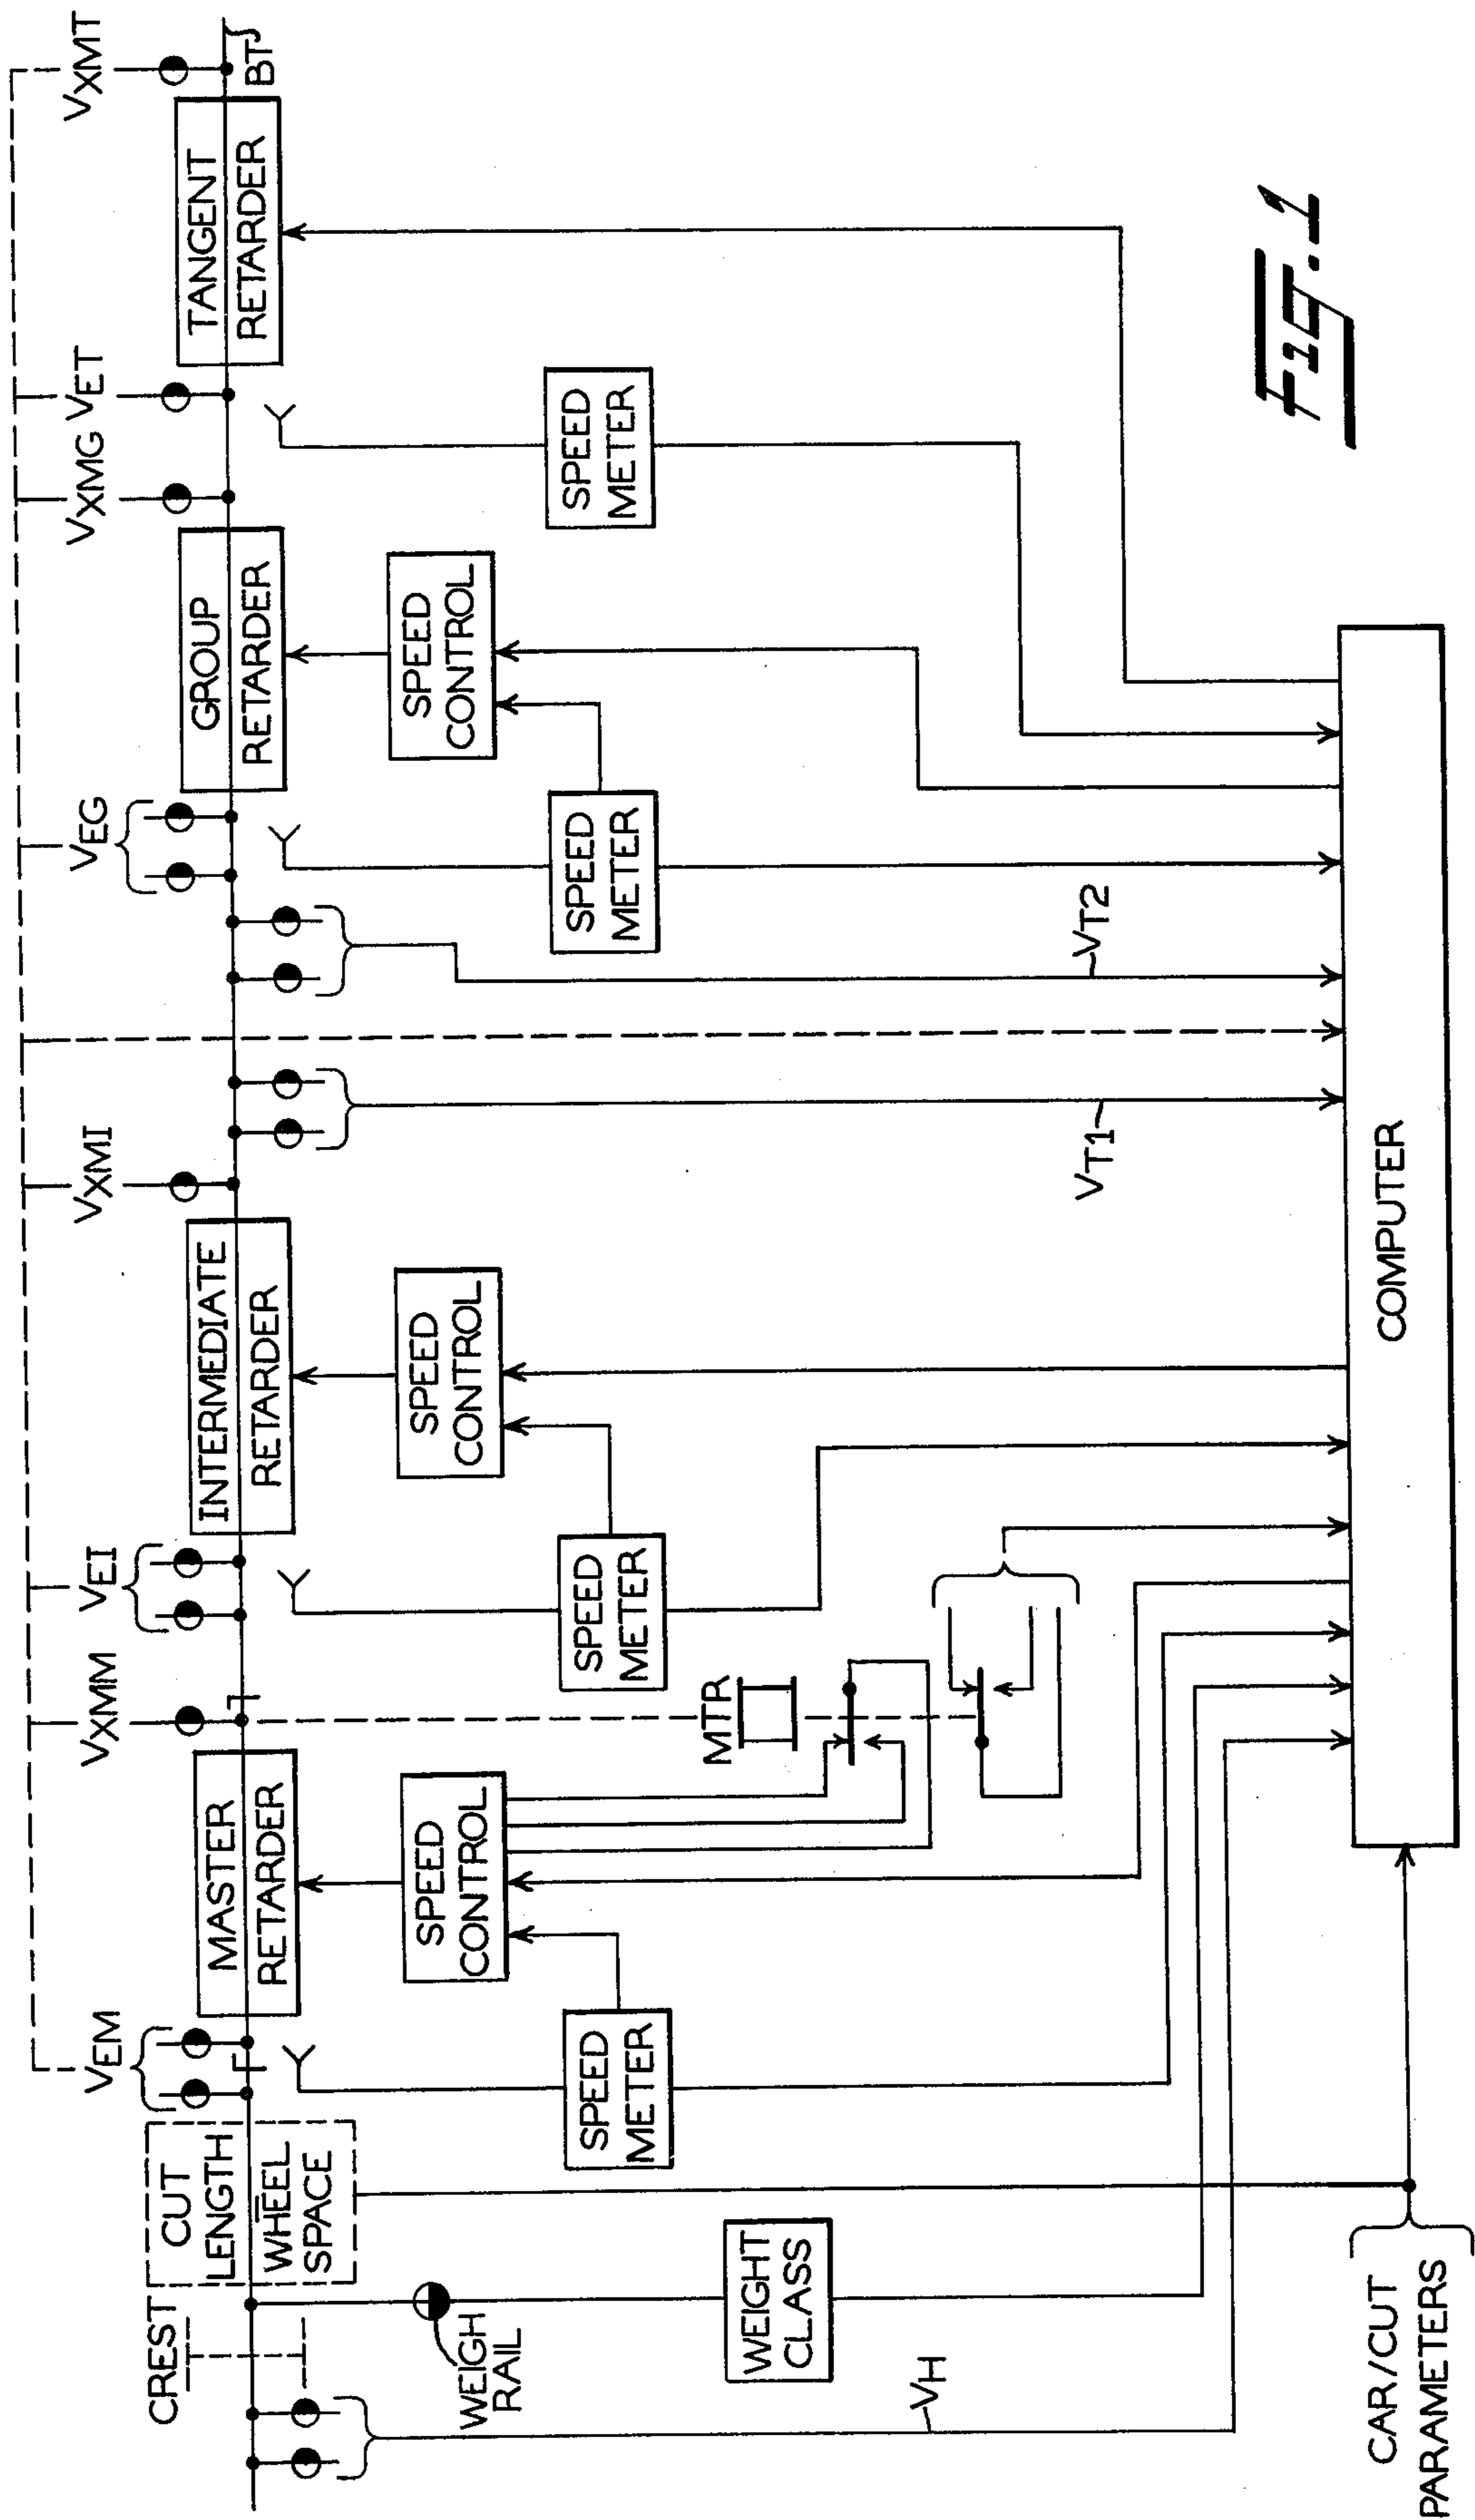 VXMT
BT
TANGENT
RETARDER
VET
VXMG
SPEED
METER
GROUP
RETARDER
SPEED
CONTROL
VEG
SPEED
METER
VT2
VXMI
VT1
INTERMEDIATE
RETARDER
SPEED
CONTROL
VEI
SPEED
METER
VXMM
MTR
MASTER
RETARDER
SPEED
CONTROL
VEM
SPEED
METER
CUT
LENGTH
WHEEL
SPACE
CREST
WEIGH
RAIL
WEIGHT
CLASS
VH
COMPUTER
CAR/CUT
PARAMETERS
FIG. 1